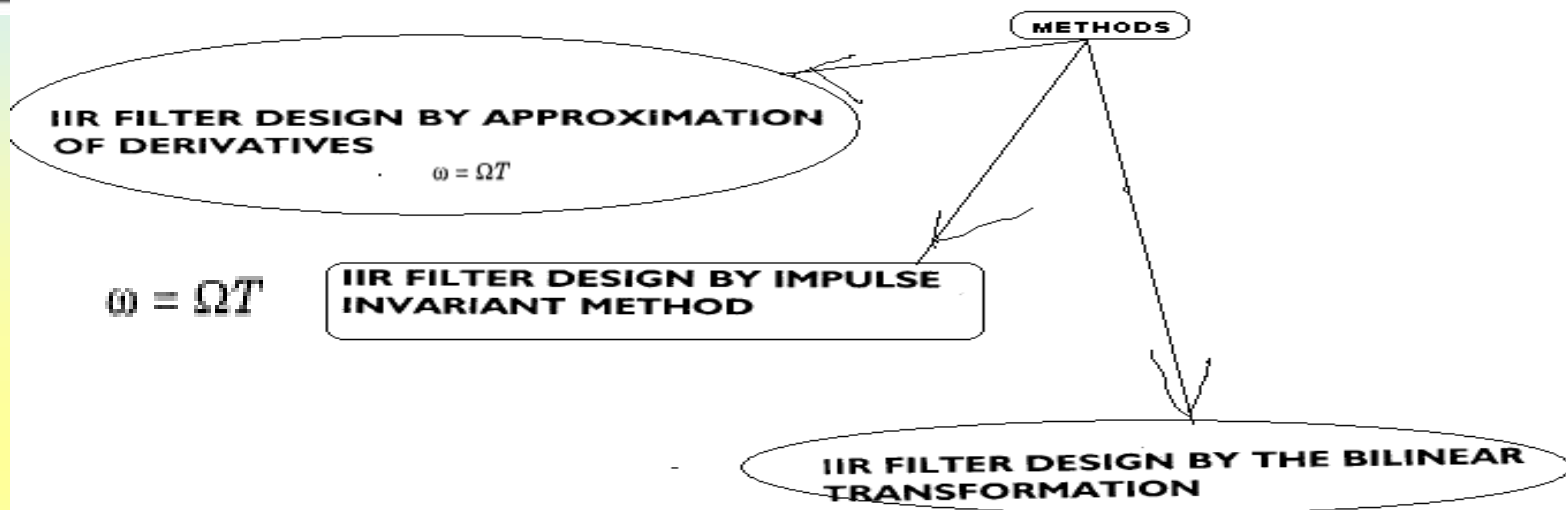 METHODS
IIR FILTER DESIGN BY APPROXIMATION
OF DERIVATIVES
ω = ΩT
ω = ΩT
IIR FILTER DESIGN BY IMPULSE
INVARIANT METHOD
IIR FILTER DESIGN BY THE BILINEAR
TRANSFORMATION